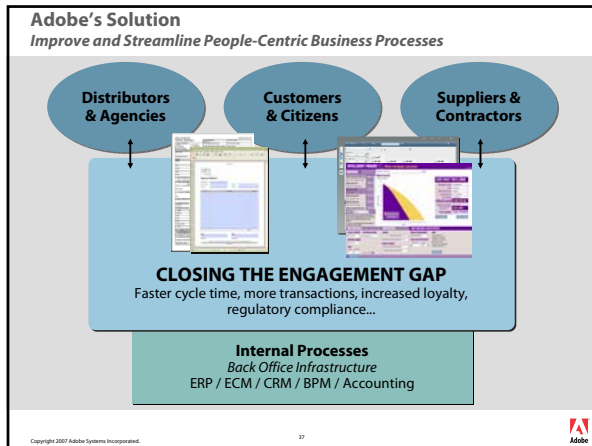 Adobe's Solution
Improve and Streamline People-Centric Business Processes
Distributors
& Agencies
Customers
& Citizens
Suppliers &
Contractors
CLOSING THE ENGAGEMENT GAP
Faster cycle time, more transactions, increased loyalty,
regulatory compliance...
Internal Processes
Back Office Infrastructure
ERP / ECM / CRM / BPM / Accounting
Copyright 2007 Adobe Systems Incorporated.
37
Adobe